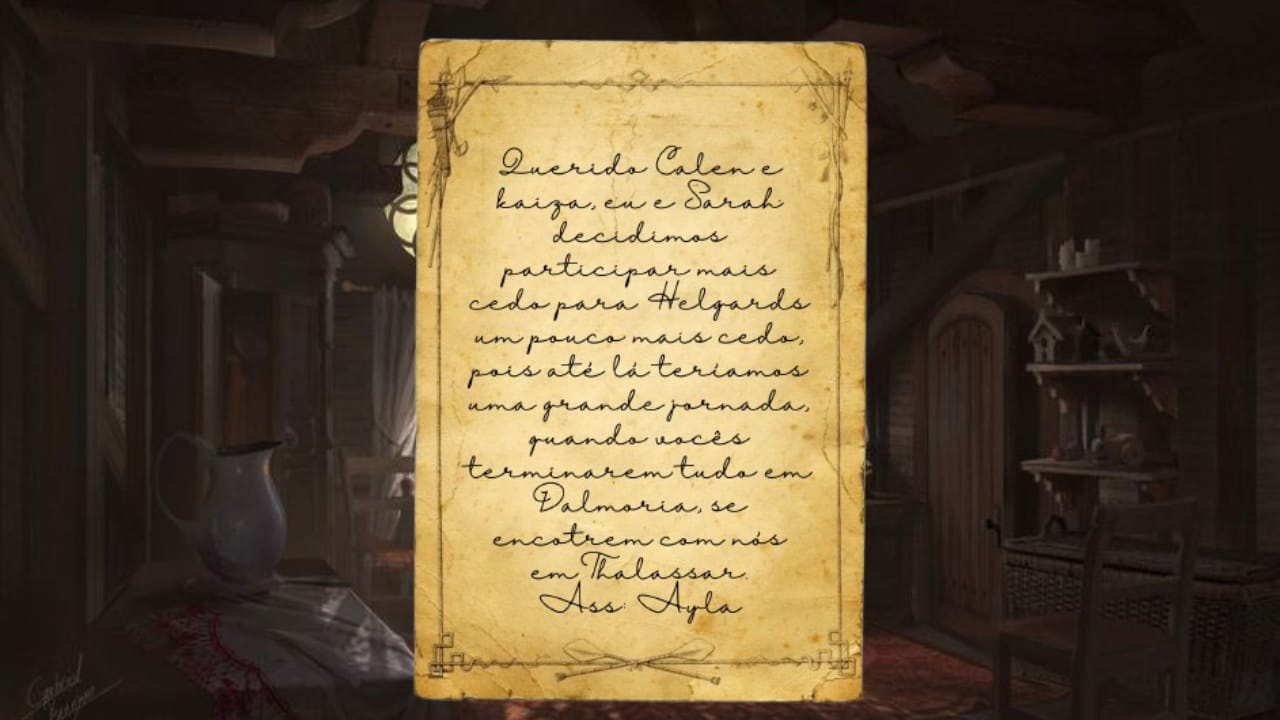 Querido Calen e
kaiza, eu e Sarah
decidimos
participar mais
cedo para Helgards
um pouco mais cedo,
pois até lá teríamos
uma grande jornada,
quando vocês
terminarem tudo em
Dalmoria, se
encotrem com nós
em Thalassar.
Ass: Ayla
Gabriel